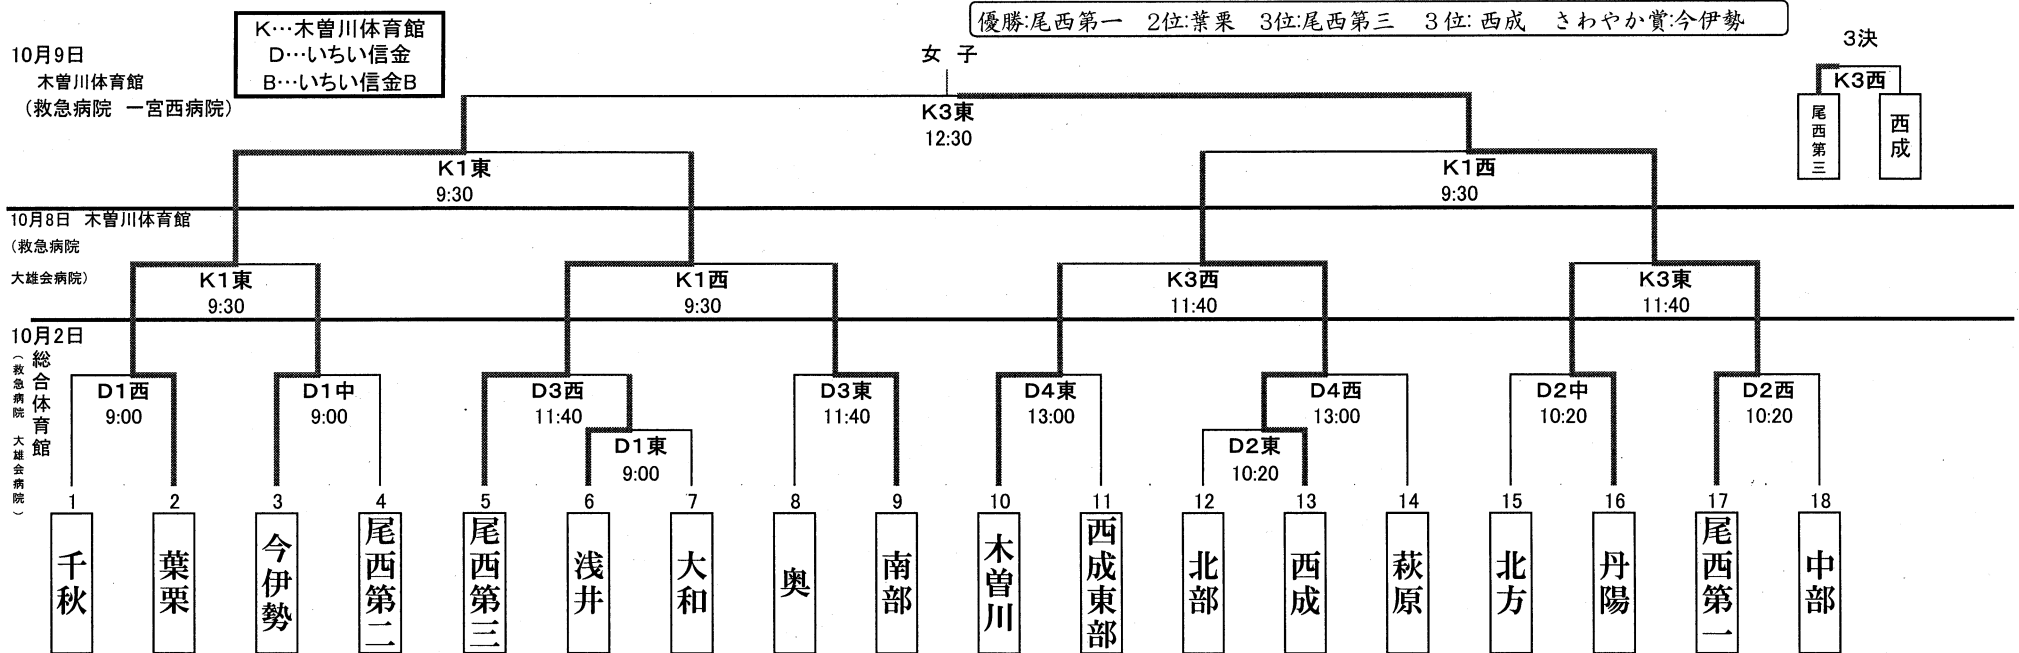 優勝:尾西第一 2位:葉栗 3位:尾西第三 3位:西成 さわやか賞:今伊勢
K…木曽川体育館
D…いちい信金
B…いちい信金B
10月9日
木曽川体育館
(救急病院 一宮西病院)
女 子
3決
K3西
尾西第三
西成
K3東
12:30
K1東
9:30
K1西
9:30
10月8日 木曽川体育館
(救急病院
大雄会病院)
K1東
9:30
K1西
9:30
K3西
11:40
K3東
11:40
10月2日
総合体育館
(救急病院 大雄会病院)
D1西
9:00
D1中
9:00
D3西
11:40
D3東
11:40
D4東
13:00
D4西
13:00
D2中
10:20
D2西
10:20
D1東
9:00
D2東
10:20
1 2 3 4 5 6 7 8 9 10 11 12 13 14 15 16 17 18
千秋
葉栗
今伊勢
尾西第二
尾西第三
浅井
大和
奥
南部
木曽川
西成東部
北部
西成
萩原
北方
丹陽
尾西第一
中部